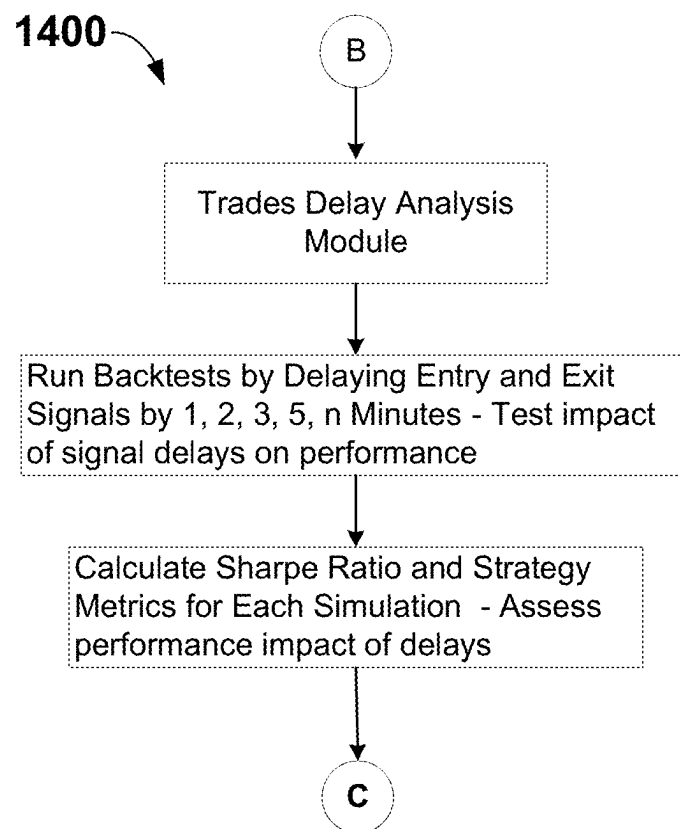 1400
B
Trades Delay Analysis
Module
Run Backtests by Delaying Entry and Exit
Signals by 1, 2, 3, 5, n Minutes - Test impact
of signal delays on performance
Calculate Sharpe Ratio and Strategy
Metrics for Each Simulation - Assess
performance impact of delays
C